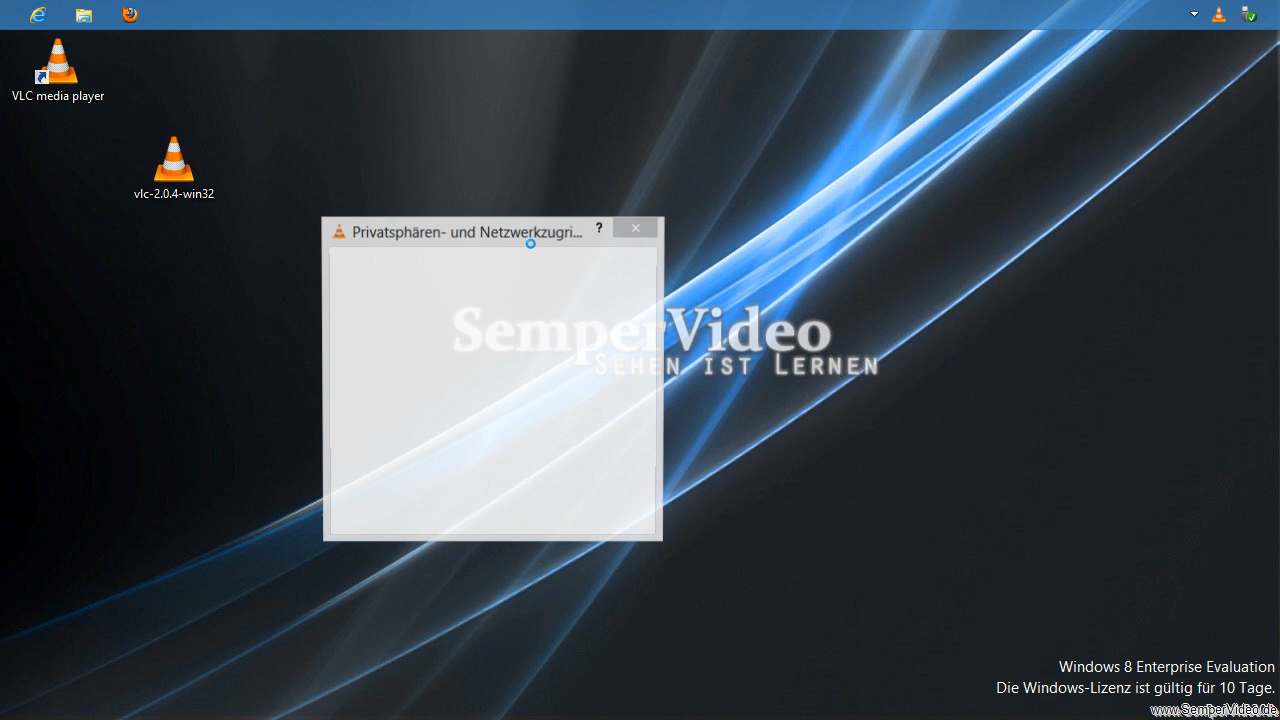 VLC media player
vlc-2.0.4-win32
Privatsphären- und Netzwerkzugri...
?
SemperVideo
Sehen ist Lernen
Windows 8 Enterprise Evaluation
Die Windows-Lizenz ist gültig für 10 Tage.
www.SemperVideo.de